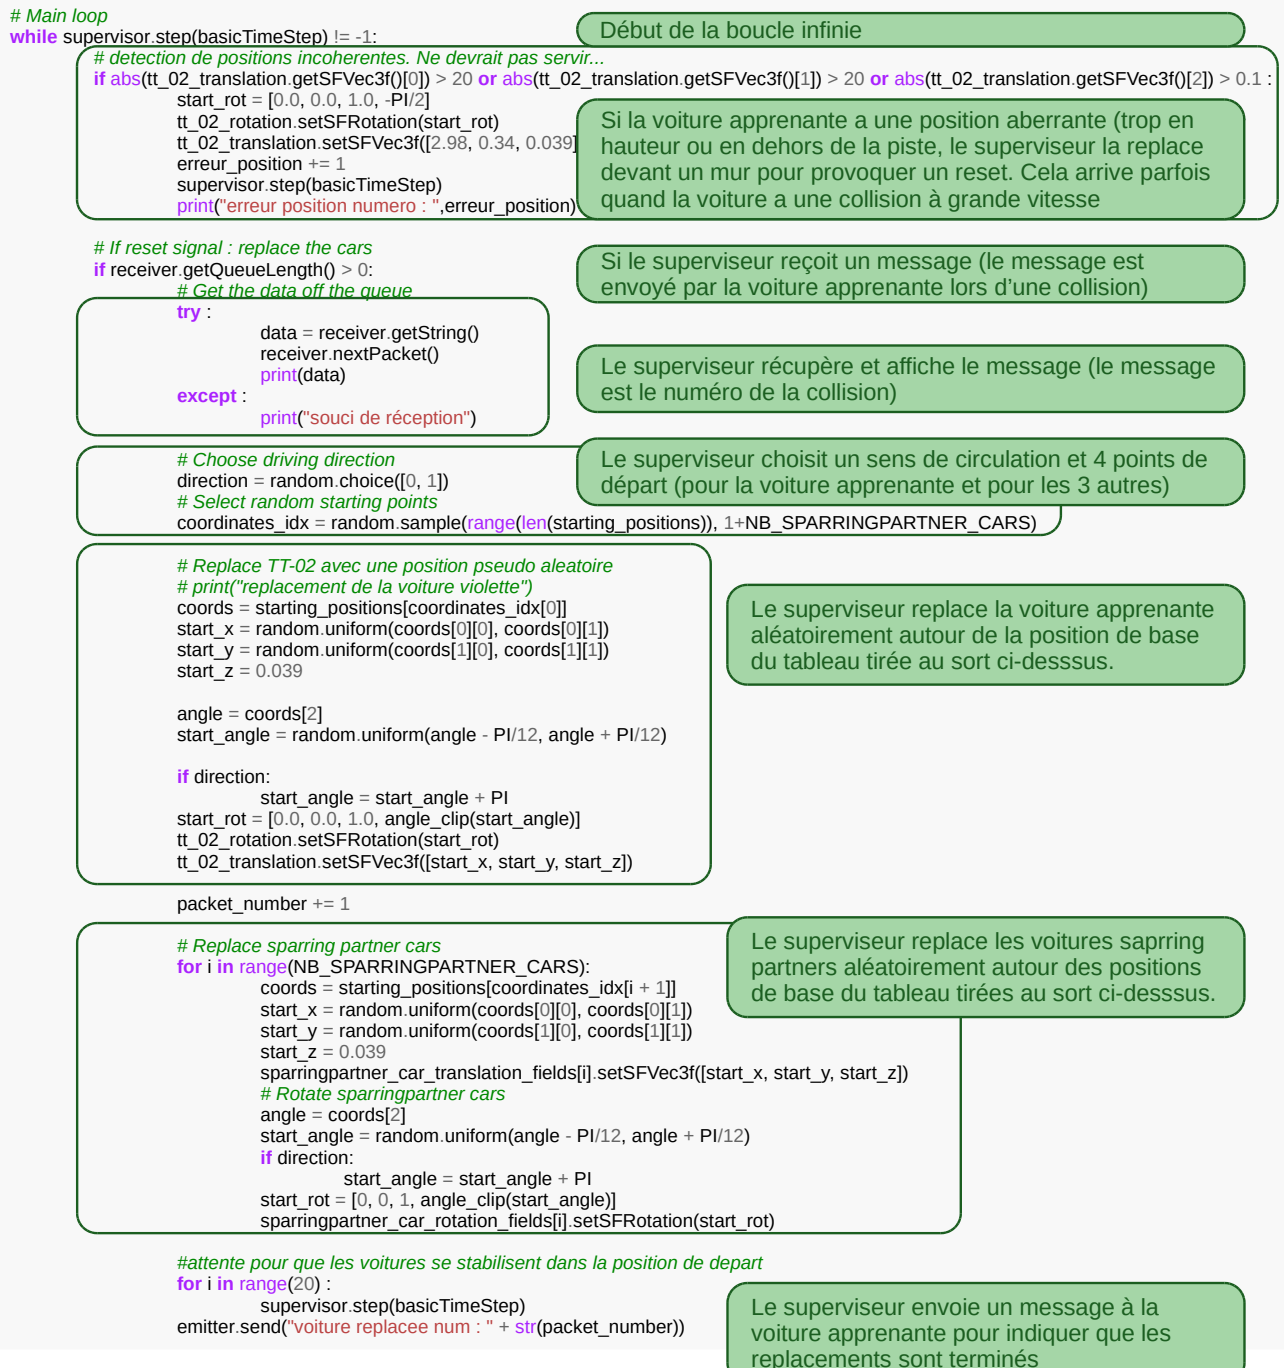 # Main loop
while supervisor.step(basicTimeStep) != -1:
Début de la boucle infinie
# detection de positions incoherentes. Ne devrait pas servir...
if abs(tt_02_translation.getSFVec3f()[0]) > 20 or abs(tt_02_translation.getSFVec3f()[1]) > 20 or abs(tt_02_translation.getSFVec3f()[2]) > 0.1 :
start_rot = [0.0, 0.0, 1.0, -PI/2]
tt_02_rotation.setSFRotation(start_rot)
tt_02_translation.setSFVec3f([2.98, 0.34, 0.039]
erreur_position += 1
supervisor.step(basicTimeStep)
print("erreur position numero : ",erreur_position)
Si la voiture apprenante a une position aberrante (trop en
hauteur ou en dehors de la piste, le superviseur la replace
devant un mur pour provoquer un reset. Cela arrive parfois
quand la voiture a une collision à grande vitesse
# If reset signal : replace the cars
if receiver.getQueueLength() > 0:
# Get the data off the queue
Si le superviseur reçoit un message (le message est
envoyé par la voiture apprenante lors d'une collision)
try :
data = receiver.getString()
receiver.nextPacket()
print(data)
except :
print("souci de réception")
Le superviseur récupère et affiche le message (le message
est le numéro de la collision)
# Choose driving direction
direction = random.choice([0, 1])
# Select random starting points
coordinates_idx = random.sample(range(len(starting_positions)), 1+NB_SPARRINGPARTNER_CARS)
Le superviseur choisit un sens de circulation et 4 points de
départ (pour la voiture apprenante et pour les 3 autres)
# Replace TT-02 avec une position pseudo aleatoire
# print("replacement de la voiture violette")
coords = starting_positions[coordinates_idx[0]]
start_x = random.uniform(coords[0][0], coords[0][1])
start_y = random.uniform(coords[1][0], coords[1][1])
start_z = 0.039
Le superviseur replace la voiture apprenante
aléatoirement autour de la position de base
du tableau tirée au sort ci-desssus.
angle = coords[2]
start_angle = random.uniform(angle - PI/12, angle + PI/12)
if direction:
start_angle = start_angle + PI
start_rot = [0.0, 0.0, 1.0, angle_clip(start_angle)]
tt_02_rotation.setSFRotation(start_rot)
tt_02_translation.setSFVec3f([start_x, start_y, start_z])
packet_number += 1
# Replace sparring partner cars
for i in range(NB_SPARRINGPARTNER_CARS):
coords = starting_positions[coordinates_idx[i + 1]]
start_x = random.uniform(coords[0][0], coords[0][1])
start_y = random.uniform(coords[1][0], coords[1][1])
start_z = 0.039
Le superviseur replace les voitures saprring
partners aléatoirement autour des positions
de base du tableau tirées au sort ci-desssus.
sparringpartner_car_translation_fields[i].setSFVec3f([start_x, start_y, start_z])
# Rotate sparringpartner cars
angle = coords[2]
start_angle = random.uniform(angle - PI/12, angle + PI/12)
if direction:
start_angle = start_angle + PI
start_rot = [0, 0, 1, angle_clip(start_angle)]
sparringpartner_car_rotation_fields[i].setSFRotation(start_rot)
#attente pour que les voitures se stabilisent dans la position de depart
for i in range(20) :
supervisor.step(basicTimeStep)
emitter.send("voiture replacee num : " + str(packet_number))
Le superviseur envoie un message à la
voiture apprenante pour indiquer que les
replacements sont terminés